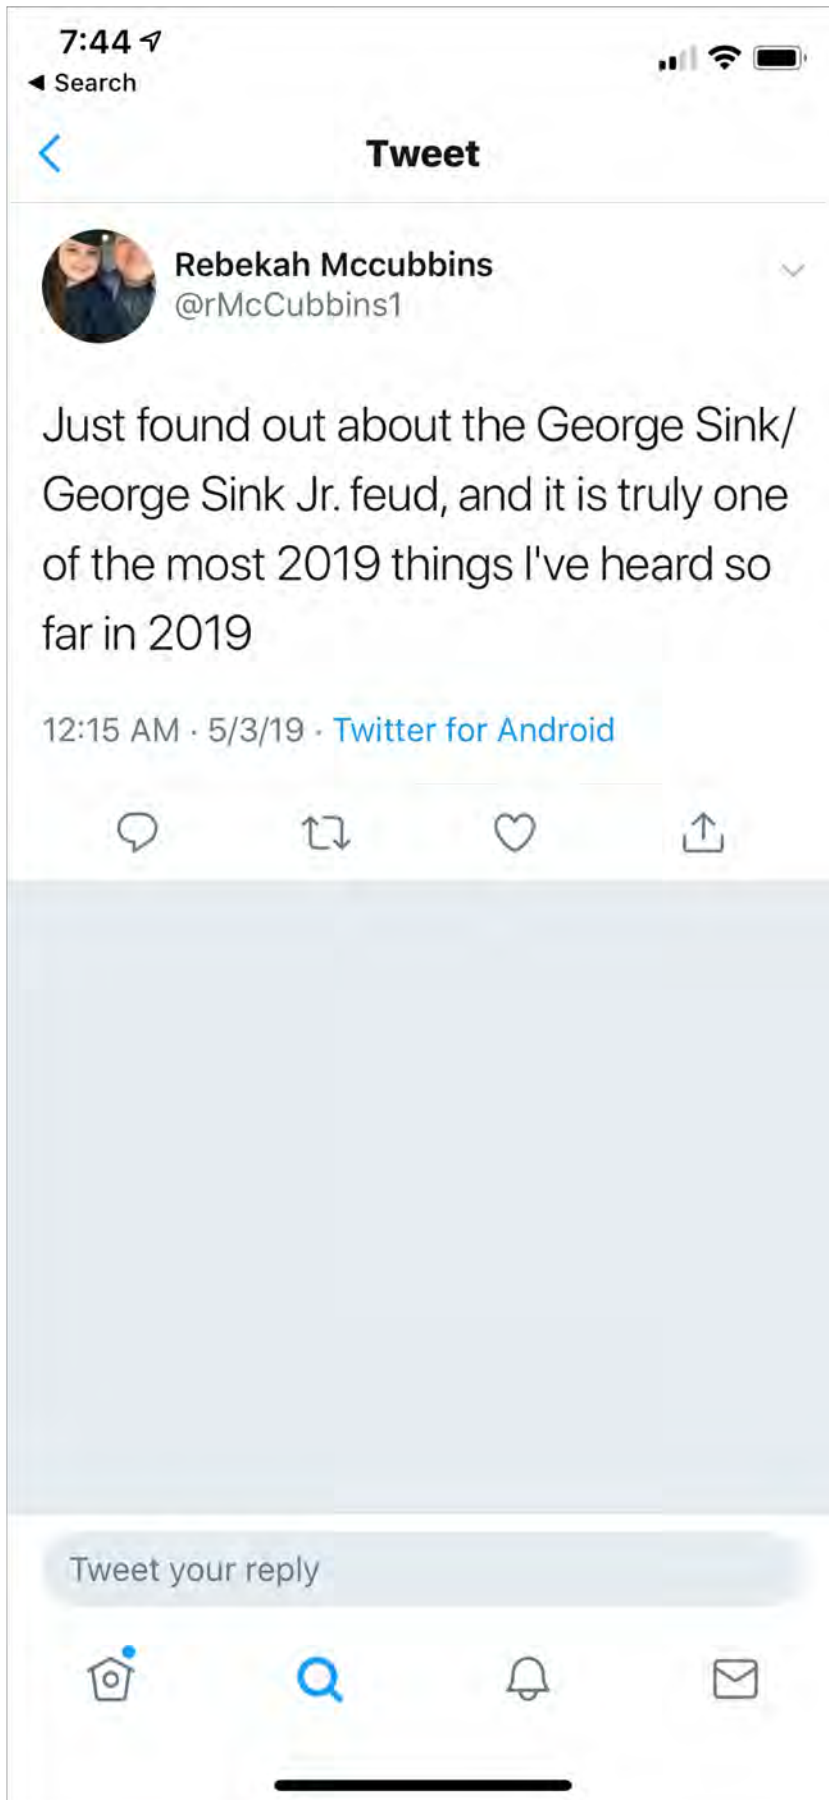 7:44
◀ Search
Tweet
Rebekah Mccubbins
@rMcCubbins1
Just found out about the George Sink/
George Sink Jr. feud, and it is truly one
of the most 2019 things I've heard so
far in 2019
12:15 AM · 5/3/19 · Twitter for Android
Tweet your reply